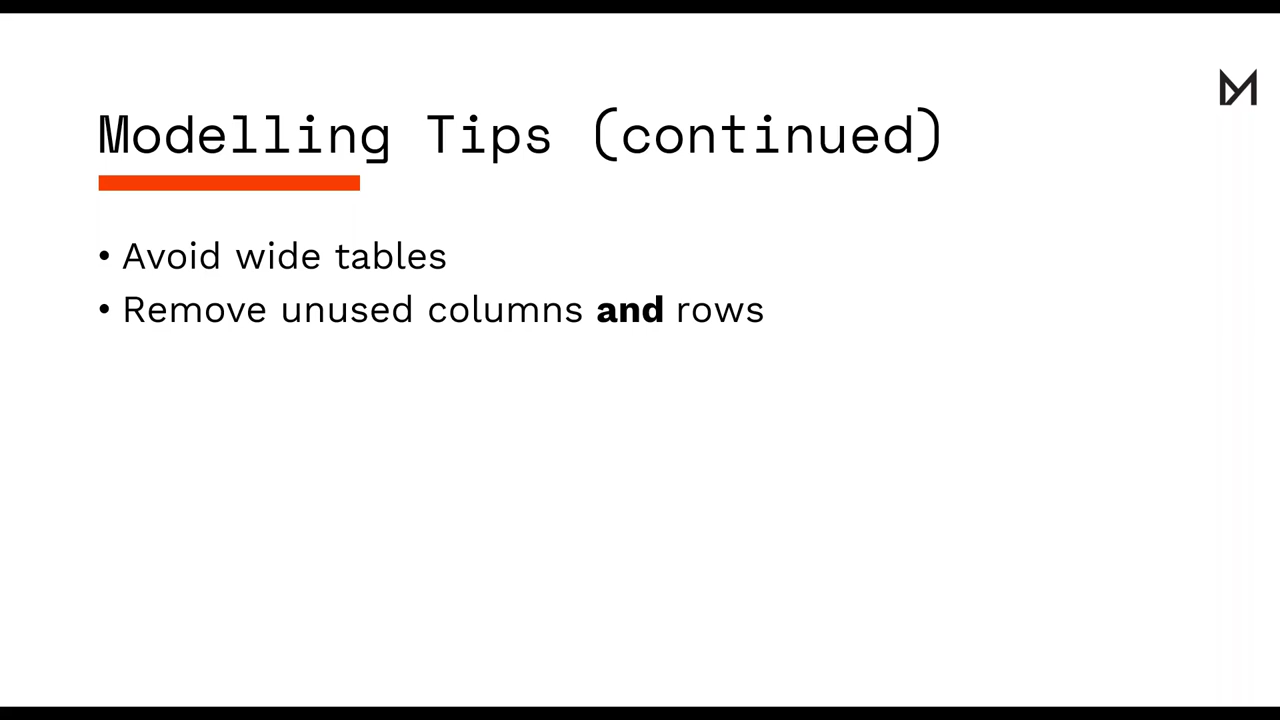 Modelling Tips (continued)
• Avoid wide tables
• Remove unused columns and rows